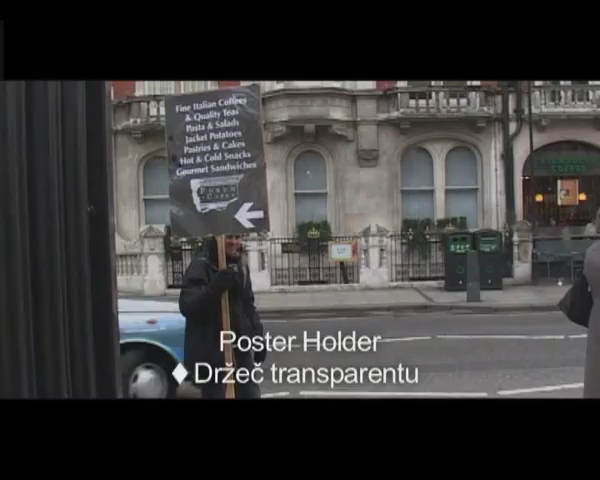 Fine Italian Coffees
& Quality Teas
Pasta & Salads
Jacket Potatoes
Pastries & Cakes
Hot & Cold Snacks
Gourmet Sandwiches
FORUM
Poster Holder
♦ Držeč transparentu